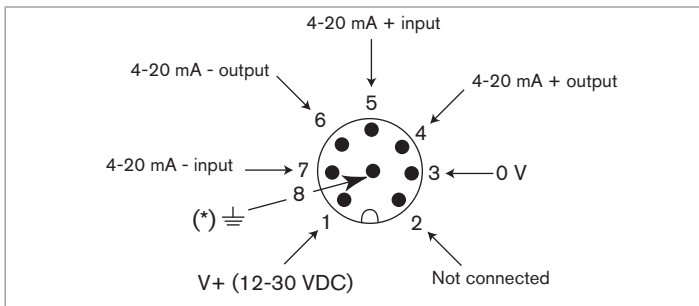 4-20 mA + input
4-20 mA - output
5
4-20 mA + output
6
4
4-20 mA - input
7
3
0 V
8
(*)
1
2
V+ (12-30 VDC)
Not connected